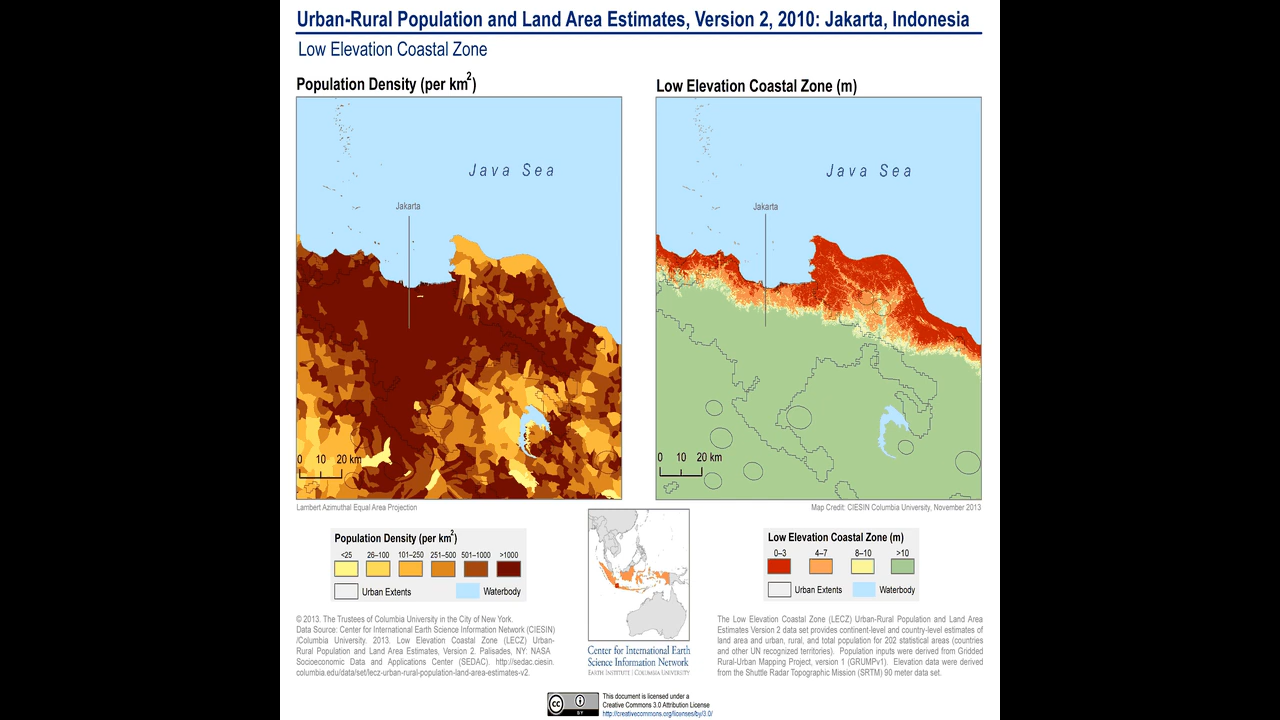 Urban-Rural Population and Land Area Estimates, Version 2, 2010: Jakarta, Indonesia
Low Elevation Coastal Zone
Population Density (per km2)
Java Sea
Jakarta
0 10 20 km
Lambert Azimuthal Equal Area Projection
Low Elevation Coastal Zone (m)
Java Sea
Jakarta
0 10 20 km
Map Credit: CIESIN Columbia University, November 2013
Population Density (per km2)
<25 26–100 101–250 251–500 501–1000 >1000
Urban Extents Waterbody
Low Elevation Coastal Zone (m)
0–3 4–7 8–10 >10
Urban Extents Waterbody
© 2013. The Trustees of Columbia University in the City of New York.
Data Source: Center for International Earth Science Information Network (CIESIN)
/Columbia University. 2013. Low Elevation Coastal Zone (LECZ) Urban-
Rural Population and Land Area Estimates, Version 2. Palisades, NY: NASA
Socioeconomic Data and Applications Center (SEDAC). http://sedac.ciesin.
columbia.edu/data/set/lecz-urban-rural-population-land-area-estimates-v2.
Center for International Earth
Science Information Network
EARTH INSTITUTE | COLUMBIA UNIVERSITY
The Low Elevation Coastal Zone (LECZ) Urban-Rural Population and Land Area
Estimates Version 2 data set provides continent-level and country-level estimates of
land area and urban, rural, and total population for 202 statistical areas (countries
and other UN recognized territories). Population inputs were derived from Gridded
Rural-Urban Mapping Project, version 1 (GRUMPv1). Elevation data were derived
from the Shuttle Radar Topographic Mission (SRTM) 90 meter data set.
cc BY
This document is licensed under a
Creative Commons 3.0 Attribution License
http://creativecommons.org/licenses/by/3.0/